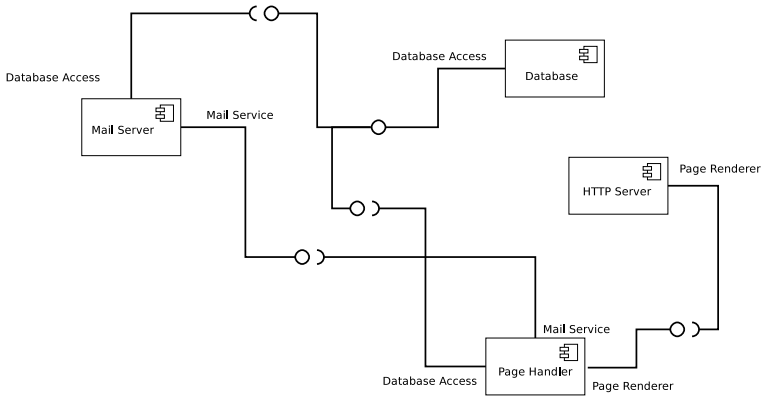 Database Access
Database
Database Access
Mail Service
Mail Server
Page Renderer
HTTP Server
Mail Service
Page Handler
Database Access
Page Renderer